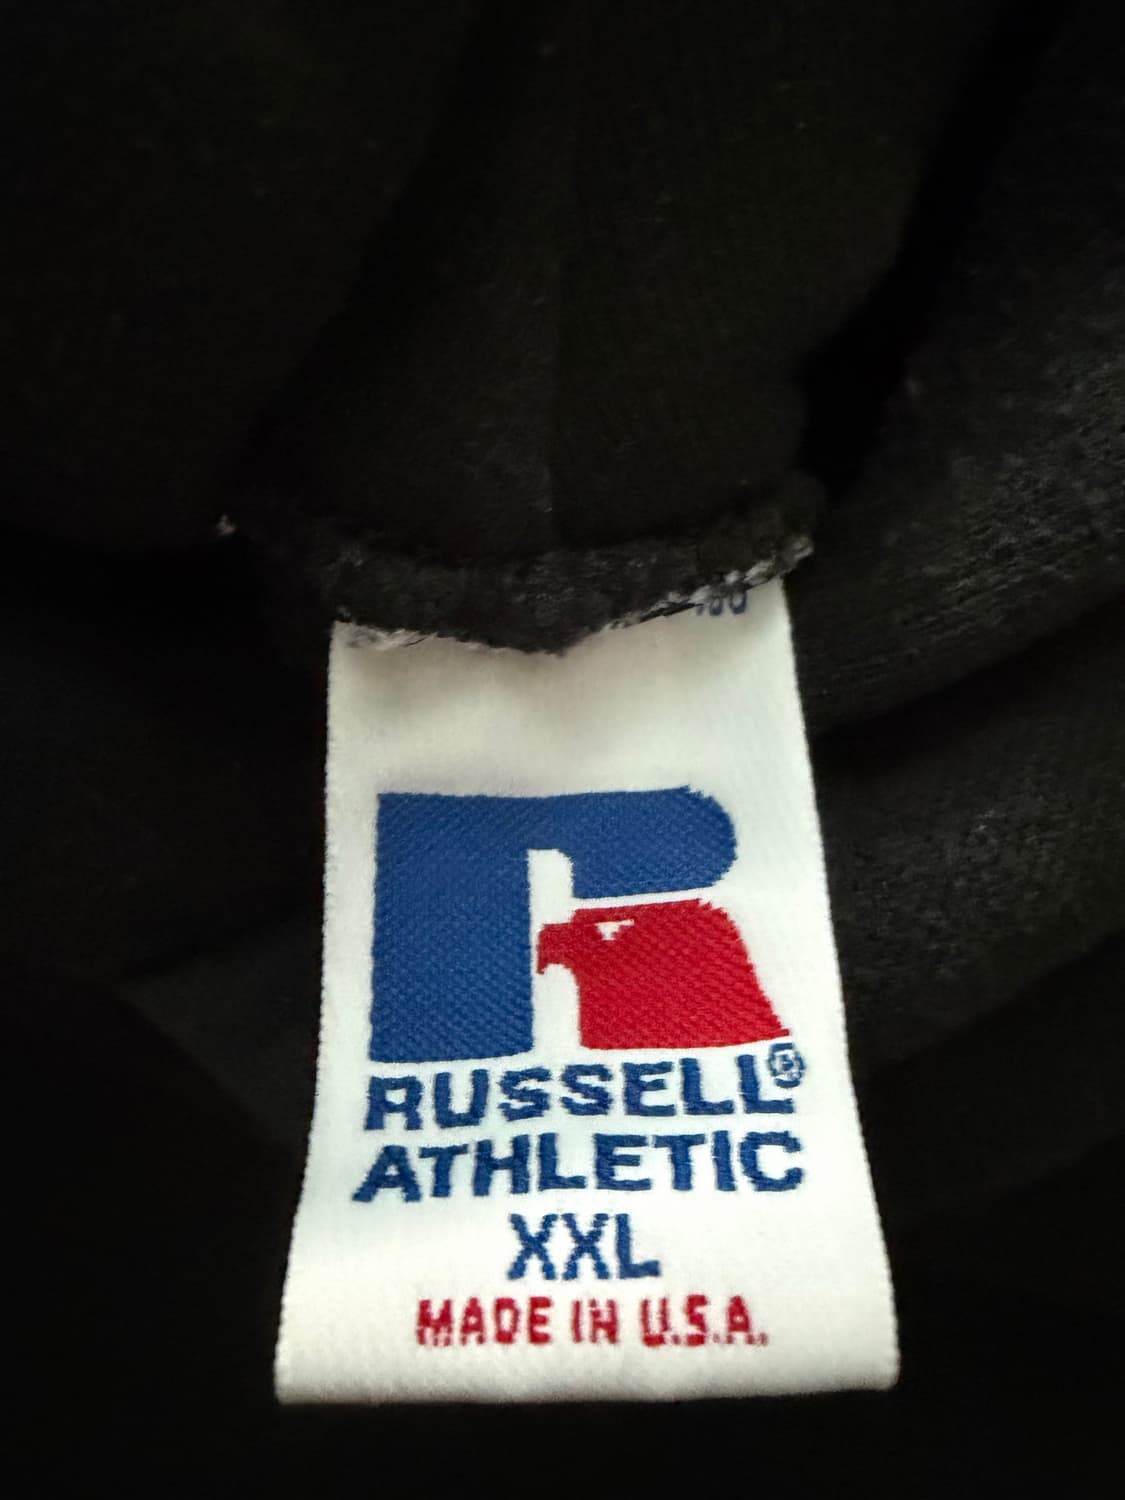 RUSSELL®
ATHLETIC
XXL
MADE IN U.S.A.